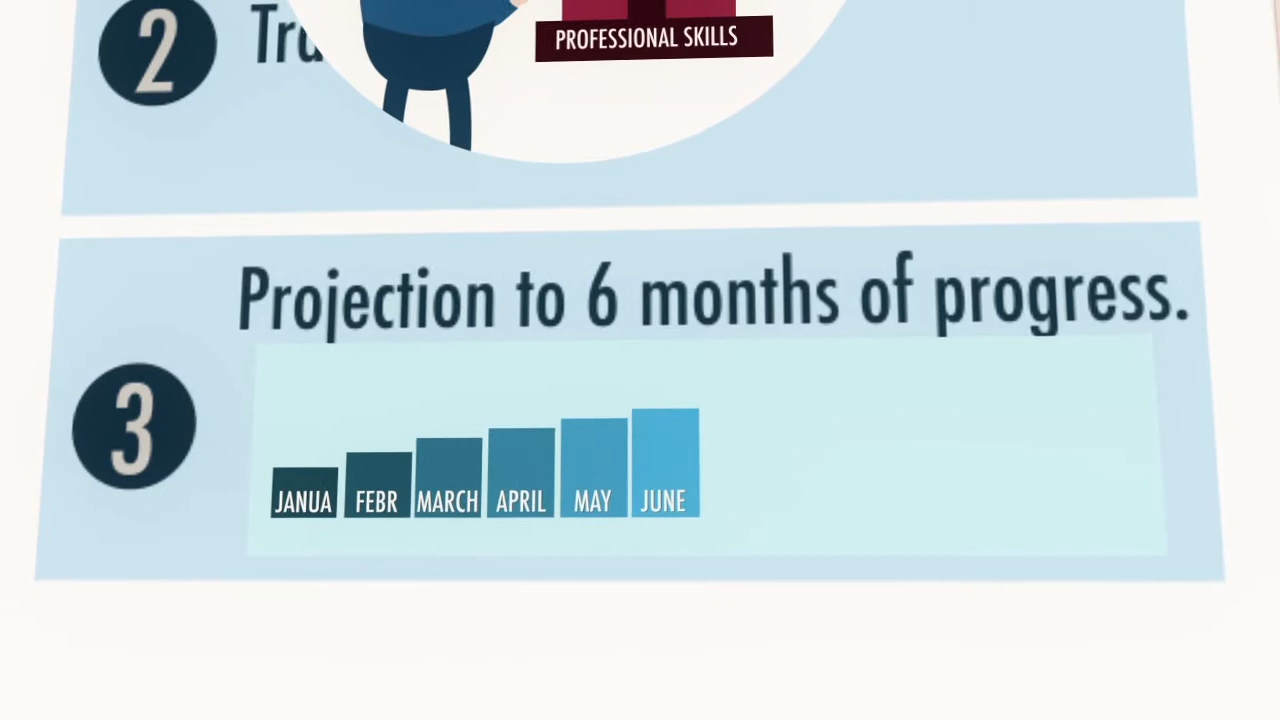 PROFESSIONAL SKILLS
2
Projection to 6 months of progress.
3
JANUA FEBR MARCH APRIL MAY JUNE